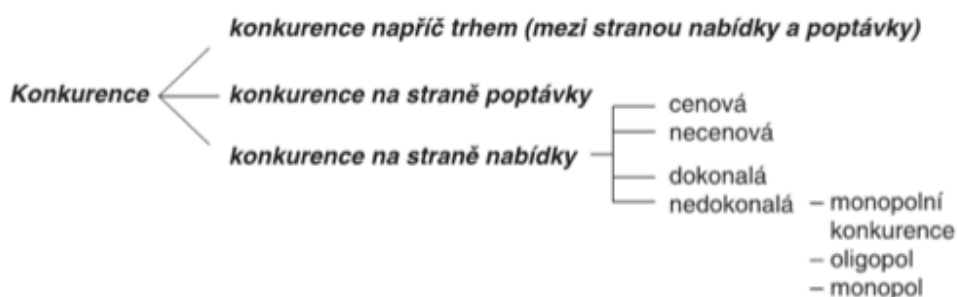 konkurence napříč trhem (mezi stranou nabídky a poptávky)
Konkurence
konkurence na straně poptávky
konkurence na straně nabídky
cenová
necenová
dokonalá
nedokonalá
– monopolní
konkurence
– oligopol
– monopol